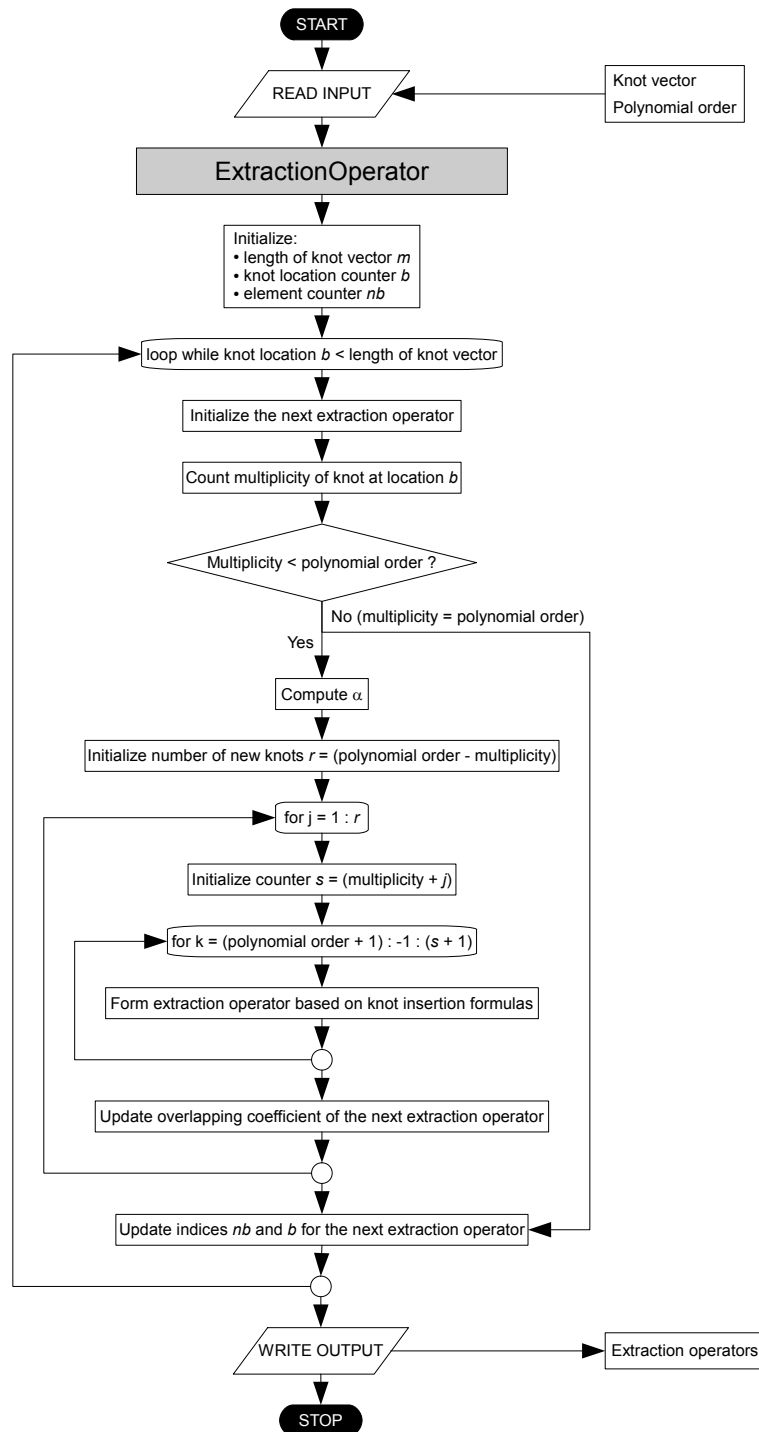 START
READ INPUT
Knot vector
Polynomial order
ExtractionOperator
Initialize:
• length of knot vector m
• knot location counter b
• element counter nb
loop while knot location b < length of knot vector
Initialize the next extraction operator
Count multiplicity of knot at location b
Multiplicity < polynomial order ?
No (multiplicity = polynomial order)
Yes
Compute α
Initialize number of new knots r = (polynomial order - multiplicity)
for j = 1 : r
Initialize counter s = (multiplicity + j)
for k = (polynomial order + 1) : -1 : (s + 1)
Form extraction operator based on knot insertion formulas
Update overlapping coefficient of the next extraction operator
Update indices nb and b for the next extraction operator
WRITE OUTPUT
Extraction operators
STOP